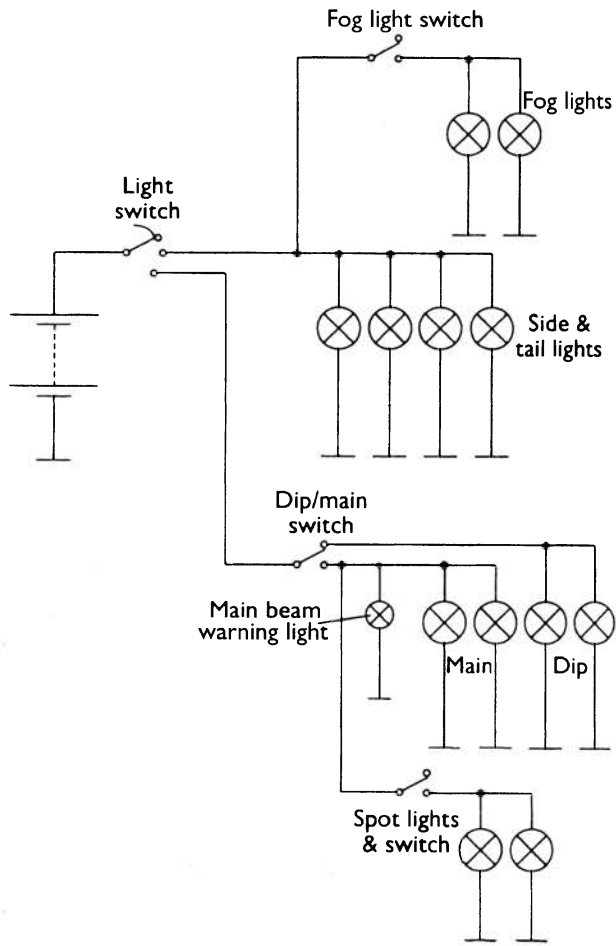 Fog light switch
Fog lights
Light
switch
Side &
tail lights
Dip/main
switch
Main beam
warning light
Main
Dip
Spot lights
& switch